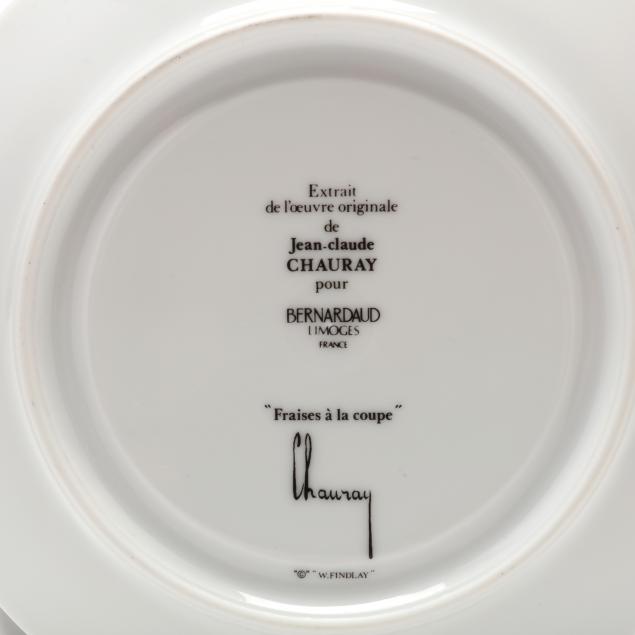 Extrait
de l'œuvre originale
de
Jean-claude
CHAURAY
pour
BERNARDAUD
LIMOGES
FRANCE
"Fraises à la coupe"
Chauray
"©" "W.FINDLAY"